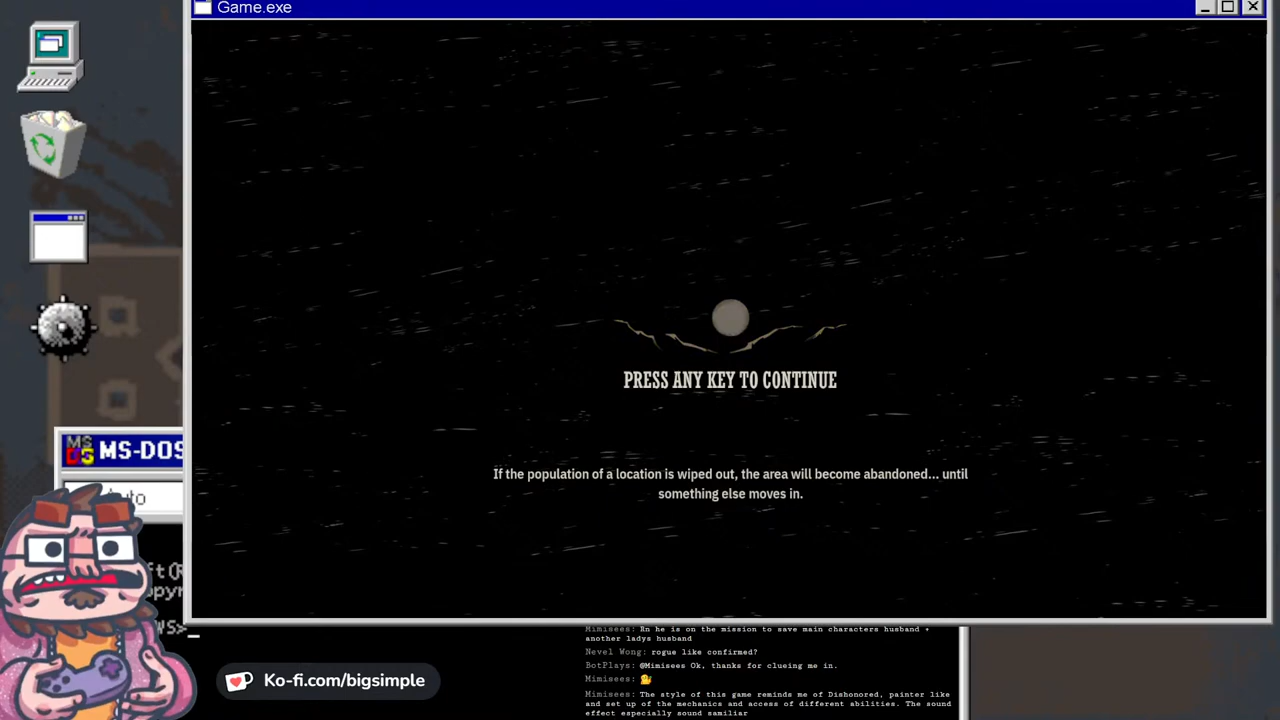 Game.exe
PRESS ANY KEY TO CONTINUE
If the population of a location is wiped out, the area will become abandoned... until
something else moves in.
MS-DOS
Mimisees: Rn he is on the mission to save main characters husband +
another ladys husband
Nevel Wong: rogue like confirmed?
BotPlays: @Mimisees Ok, thanks for clueing me in.
Mimisees:
Mimisees: The style of this game reminds me of Dishonored, painter like
and set up of the mechanics and access of different abilities. The sound
effect especially sound samiliar
Ko-fi.com/bigsimple